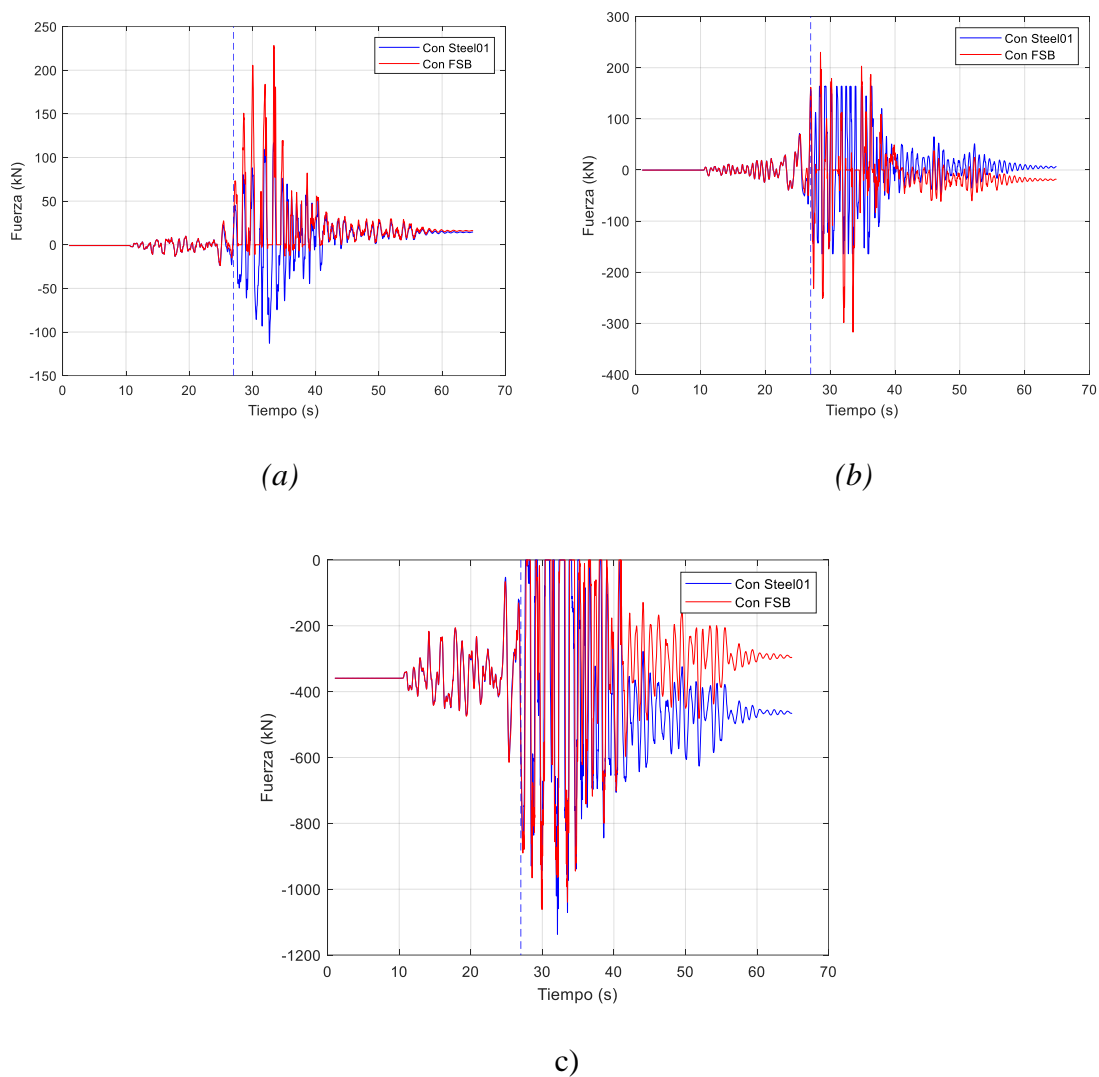 250
200
150
100
50
0
-50
-100
-150
Fuerza (kN)
Con Steel01
Con FSB
0 10 20 30 40 50 60 70
Tiempo (s)
(a)
300
200
100
0
-100
-200
-300
-400
Fuerza (kN)
Con Steel01
Con FSB
0 10 20 30 40 50 60 70
Tiempo (s)
(b)
0
-200
-400
-600
-800
-1000
-1200
Fuerza (kN)
Con Steel01
Con FSB
0 10 20 30 40 50 60 70
Tiempo (s)
c)